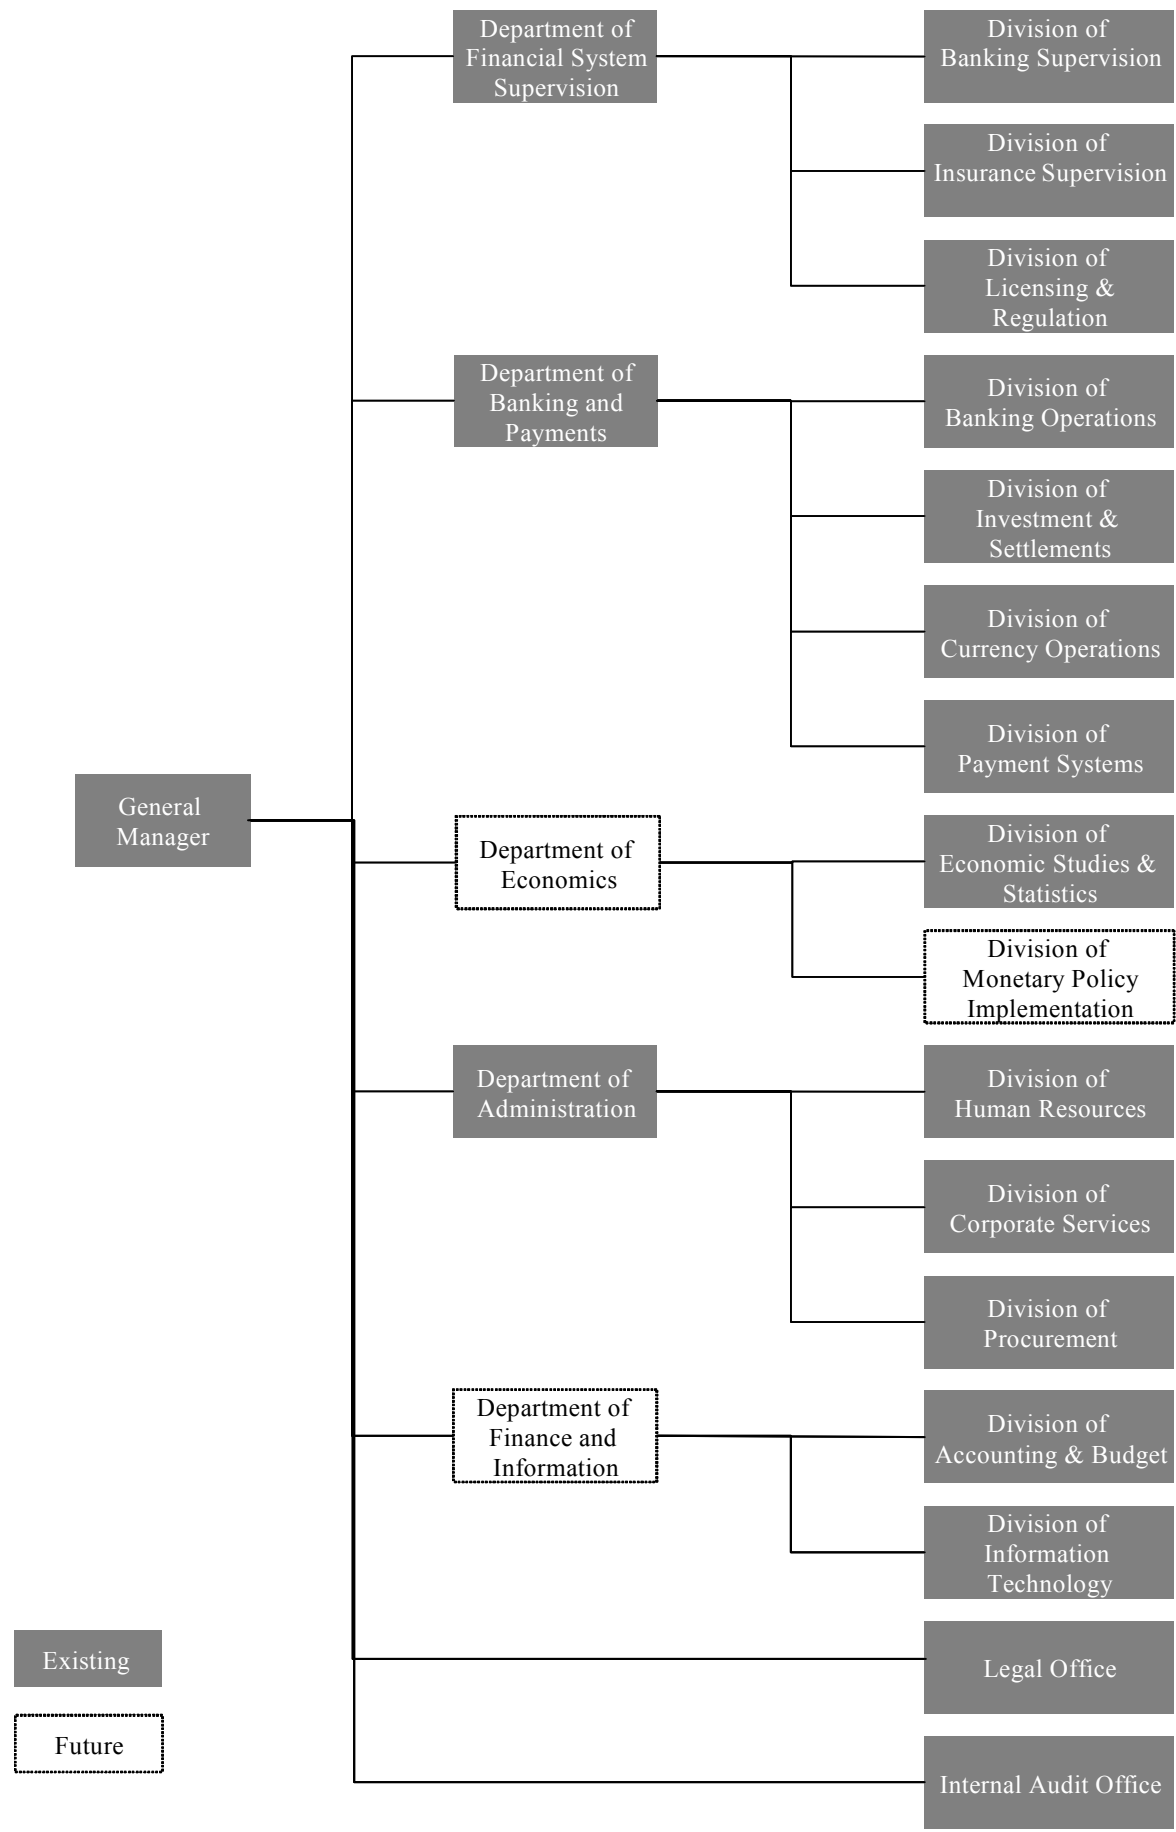 Department of
Financial System
Supervision
Division of
Banking Supervision
Division of
Insurance Supervision
Division of
Licensing &
Regulation
Department of
Banking and
Payments
Division of
Banking Operations
Division of
Investment &
Settlements
Division of
Currency Operations
Division of
Payment Systems
General
Manager
Department of
Economics
Division of
Economic Studies &
Statistics
Division of
Monetary Policy
Implementation
Department of
Administration
Division of
Human Resources
Division of
Corporate Services
Division of
Procurement
Department of
Finance and
Information
Division of
Accounting & Budget
Division of
Information
Technology
Legal Office
Internal Audit Office
Existing
Future